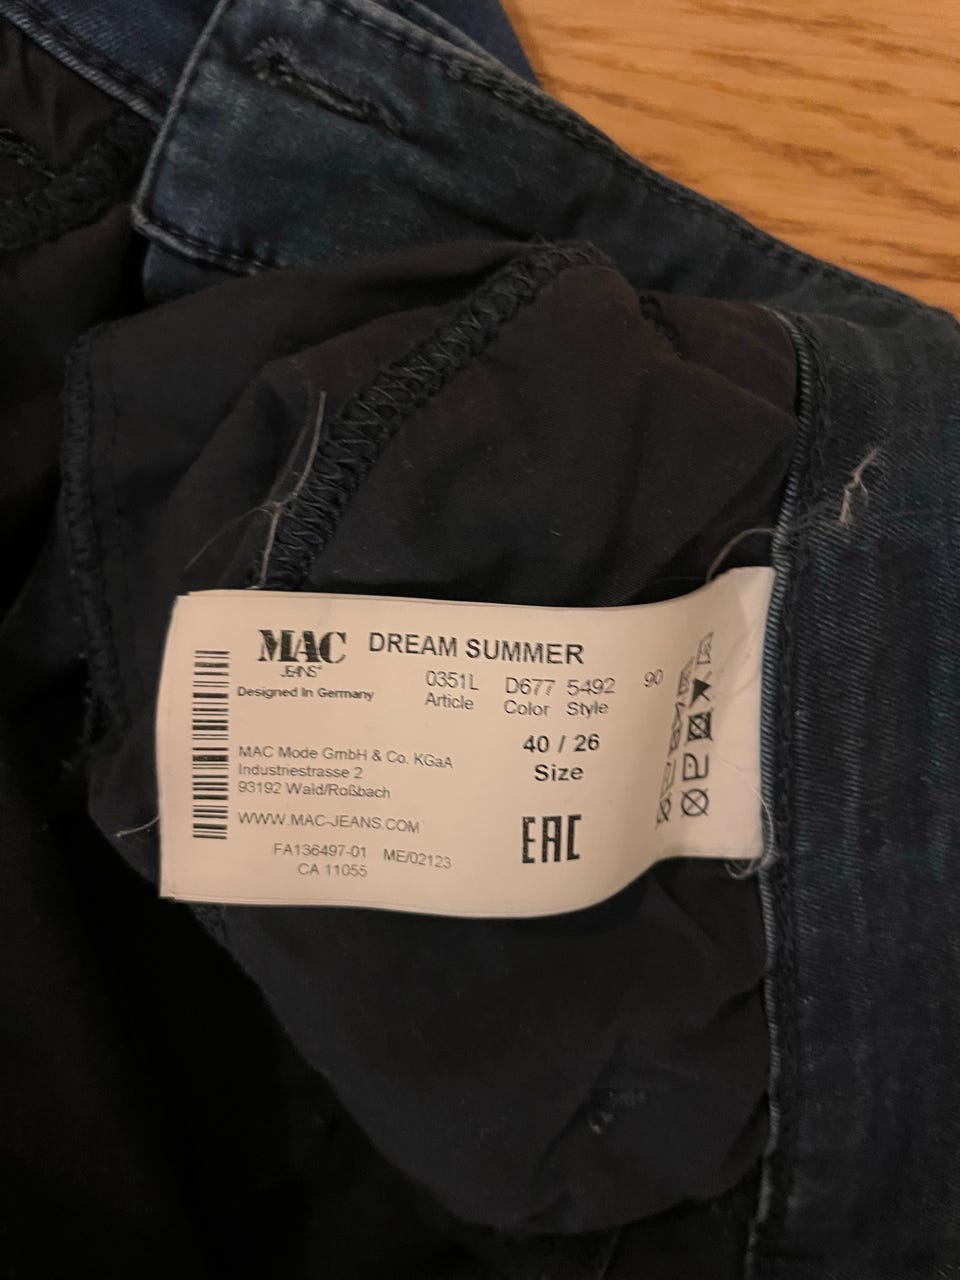 MAC DREAM SUMMER
JEANS
Designed in Germany
0351L D677 5492 90
Article Color Style
40 / 26
Size
MAC Mode GmbH & Co. KGaA
Industriestrasse 2
93192 Wald/Roßbach
WWW.MAC-JEANS.COM
EAC
FA136497-01 ME/02123
CA 11055